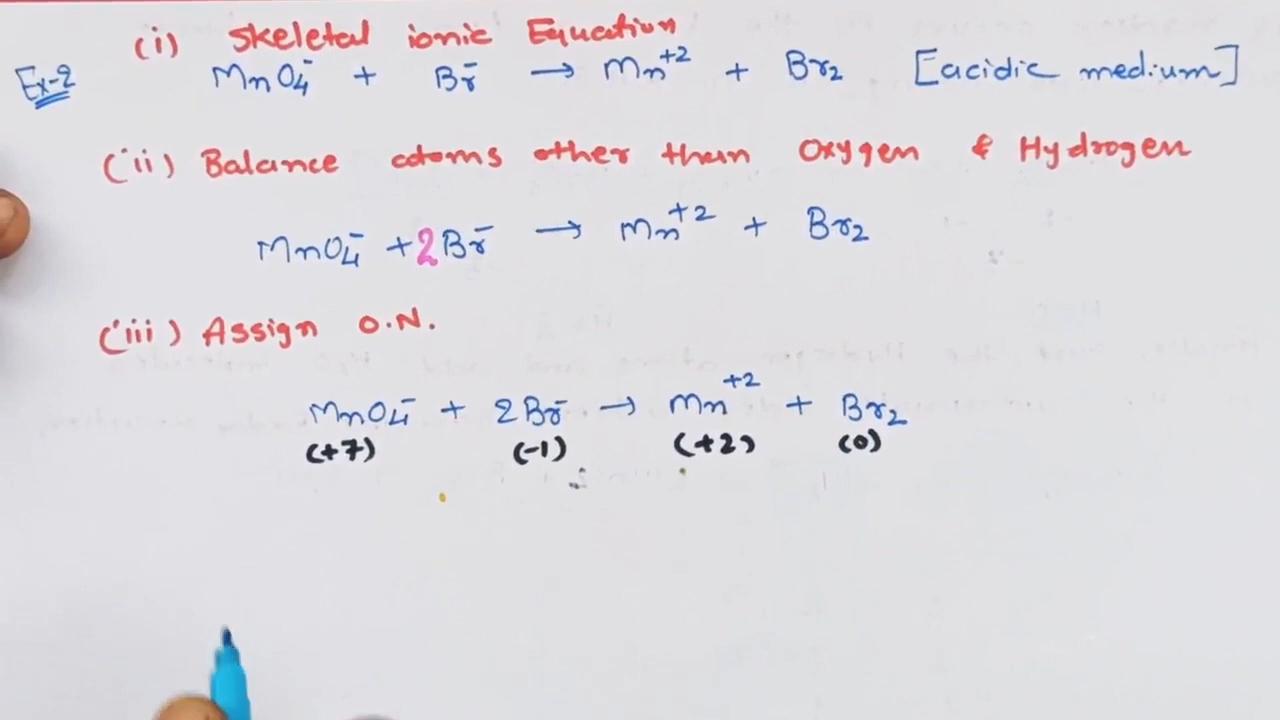 (i) Skeletal ionic Equation
Ex-2 MnO₄⁻ + Br⁻ → Mn⁺² + Br₂ [acidic medium]
(ii) Balance atoms other than Oxygen & Hydrogen
MnO₄⁻ + 2Br⁻ → Mn⁺² + Br₂
(iii) Assign O.N.
MnO₄⁻ + 2Br⁻ → Mn⁺² + Br₂
(+7) (-1) (+2) (0)